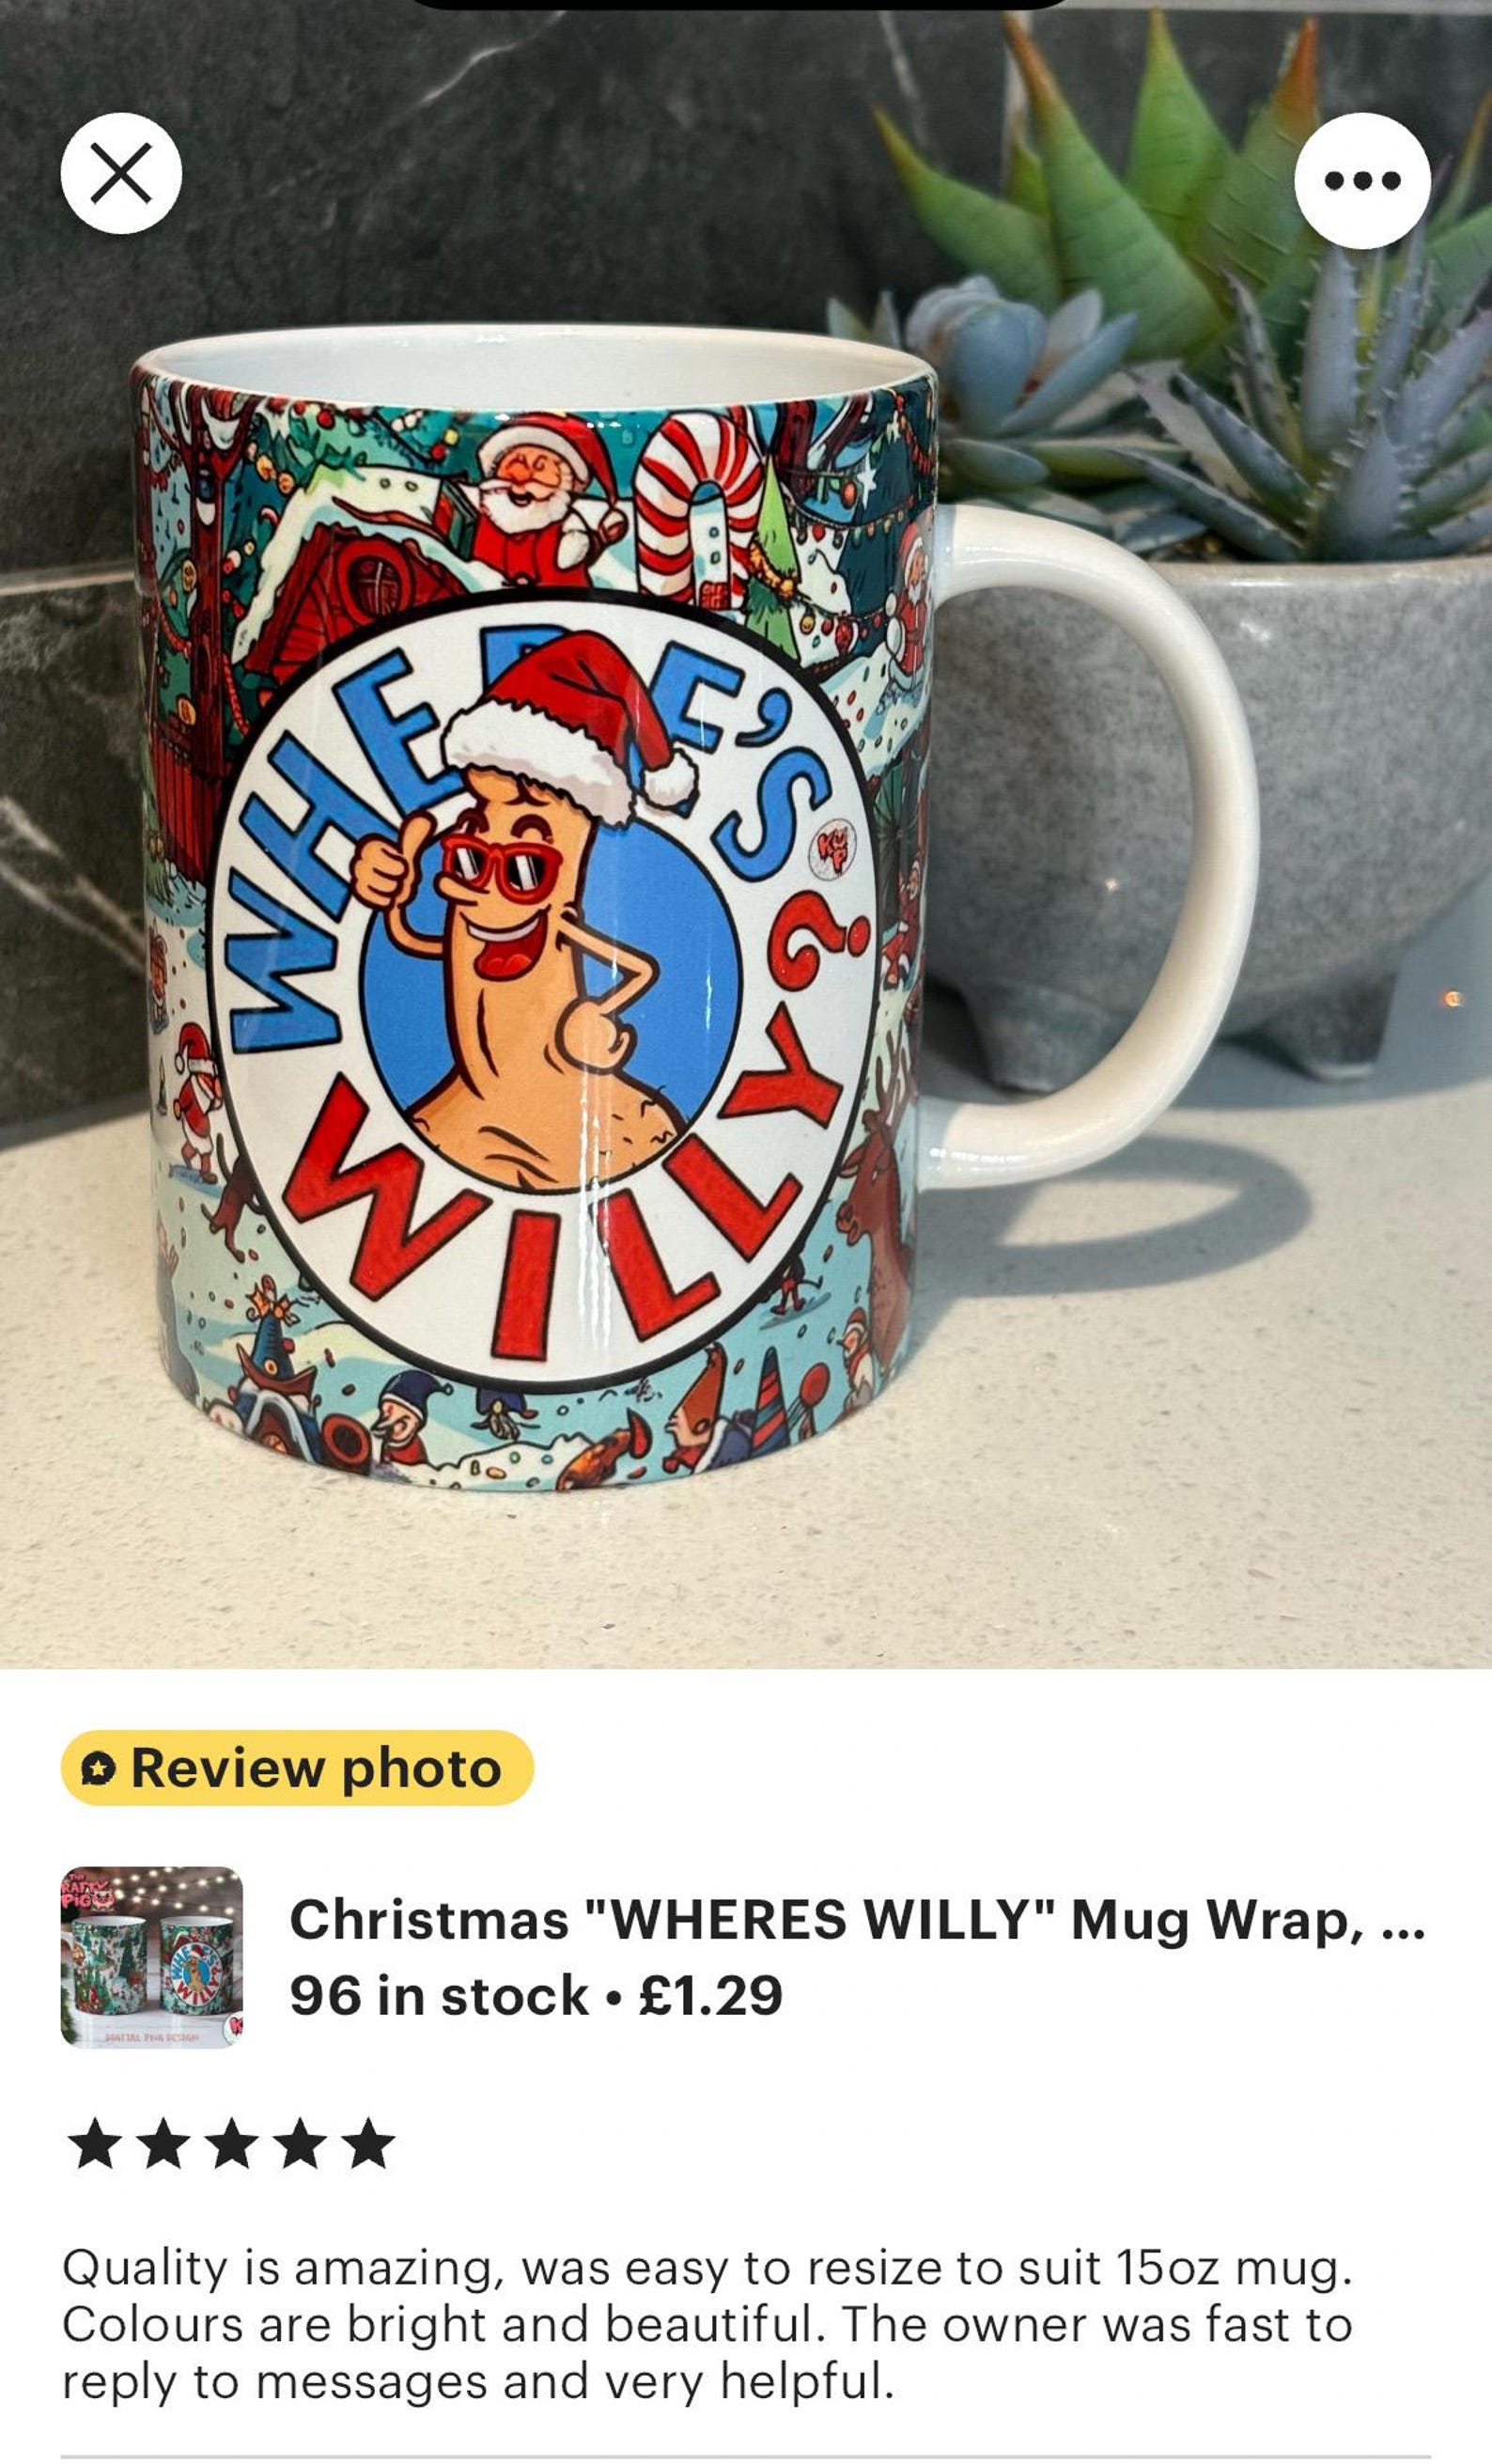 WHERE'S
WILLY?
Review photo
Christmas "WHERES WILLY" Mug Wrap, ...
96 in stock • £1.29
Quality is amazing, was easy to resize to suit 15oz mug.
Colours are bright and beautiful. The owner was fast to
reply to messages and very helpful.